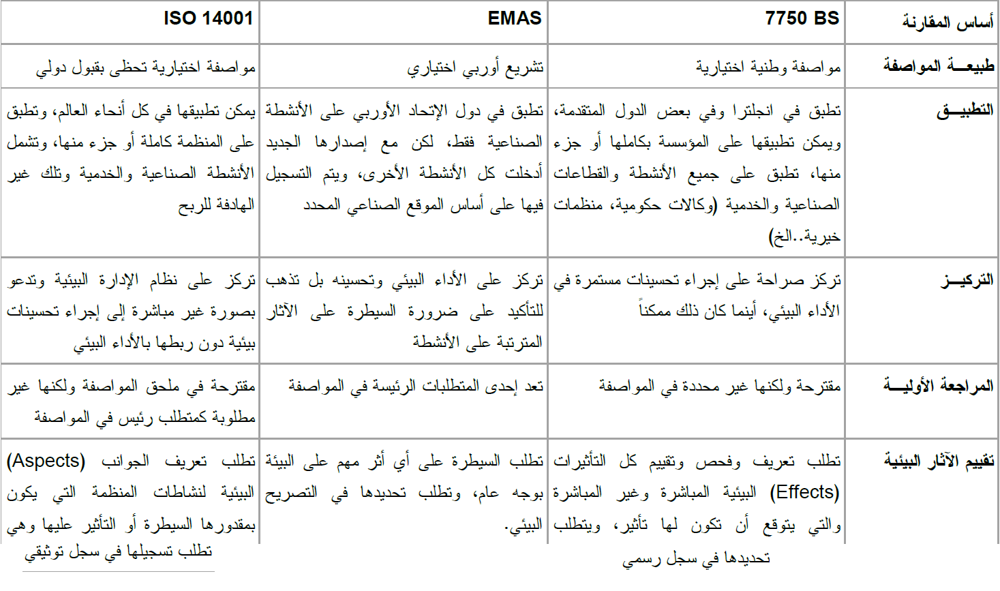 أساس المقارنة
7750 BS
EMAS
ISO 14001
طبيعـــة المواصفة
مواصفة وطنية اختيارية
تشريع أوربي اختياري
مواصفة اختيارية تحظى بقبول دولي
التطبيـــق
تطبق في انجلترا وفي بعض الدول المتقدمة،
ويمكن تطبيقها على المؤسسة بكاملها أو جزء
منها، تطبق على جميع الأنشطة والقطاعات
الصناعية والخدمية (وكالات حكومية، منظمات
خيرية..الخ)
تطبق في دول الإتحاد الأوربي على الأنشطة
الصناعية فقط، لكن مع إصدارها الجديد
أدخلت كل الأنشطة الأخرى، ويتم التسجيل
فيها على أساس الموقع الصناعي المحدد
يمكن تطبيقها في كل أنحاء العالم، وتطبق
على المنظمة كاملة أو جزء منها، وتشمل
الأنشطة الصناعية والخدمية وتلك غير
الهادفة للربح
التركيـــز
تركز صراحة على إجراء تحسينات مستمرة في
الأداء البيئي، أينما كان ذلك ممكناً
تركز على الأداء البيئي وتحسينه بل تذهب
للتأكيد على ضرورة السيطرة على الآثار
المترتبة على الأنشطة
تركز على نظام الإدارة البيئية وتدعو
بصورة غير مباشرة إلى إجراء تحسينات
بيئية دون ربطها بالأداء البيئي
المراجعة الأوليـــة
مقترحة ولكنها غير محددة في المواصفة
تعد إحدى المتطلبات الرئيسة في المواصفة
مقترحة في ملحق المواصفة ولكنها غير
مطلوبة كمتطلب رئيس في المواصفة
تقييم الآثار البيئية
تطلب تعريف وفحص وتقييم كل التأثيرات
(Effects) البيئية المباشرة وغير المباشرة
والتي يتوقع أن تكون لها تأثير، ويتطلب
تحديدها في سجل رسمي
تطلب السيطرة على أي أثر مهم على البيئة
بوجه عام، وتطلب تحديدها في التصريح
البيئي.
تطلب تعريف الجوانب (Aspects)
البيئية لنشاطات المنظمة التي يكون
بمقدورها السيطرة أو التأثير عليها وهي
تطلب تسجيلها في سجل توثيقي